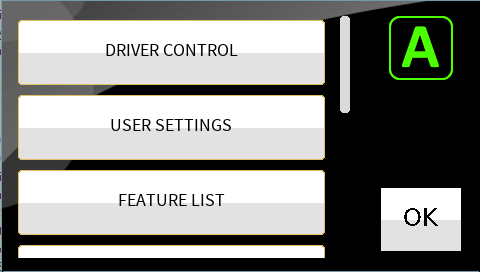 DRIVER CONTROL
A
USER SETTINGS
FEATURE LIST
OK